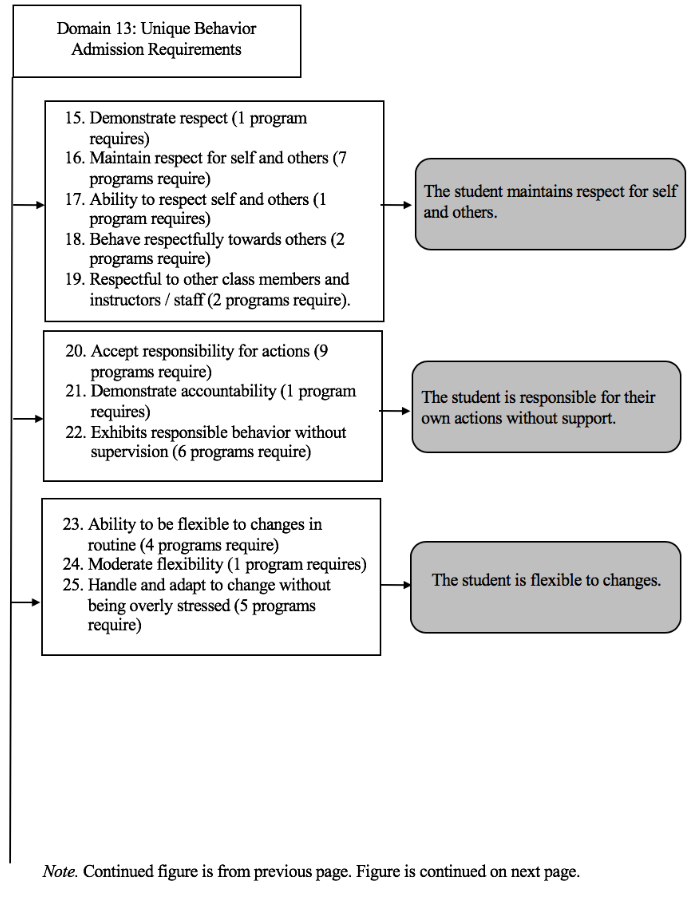 Domain 13: Unique Behavior
Admission Requirements
15. Demonstrate respect (1 program
requires)
16. Maintain respect for self and others (7
programs require)
17. Ability to respect self and others (1
program requires)
18. Behave respectfully towards others (2
programs require)
19. Respectful to other class members and
instructors / staff (2 programs require).
The student maintains respect for self
and others.
20. Accept responsibility for actions (9
programs require)
21. Demonstrate accountability (1 program
requires)
22. Exhibits responsible behavior without
supervision (6 programs require)
The student is responsible for their
own actions without support.
23. Ability to be flexible to changes in
routine (4 programs require)
24. Moderate flexibility (1 program requires)
25. Handle and adapt to change without
being overly stressed (5 programs
require)
The student is flexible to changes.
Note. Continued figure is from previous page. Figure is continued on next page.